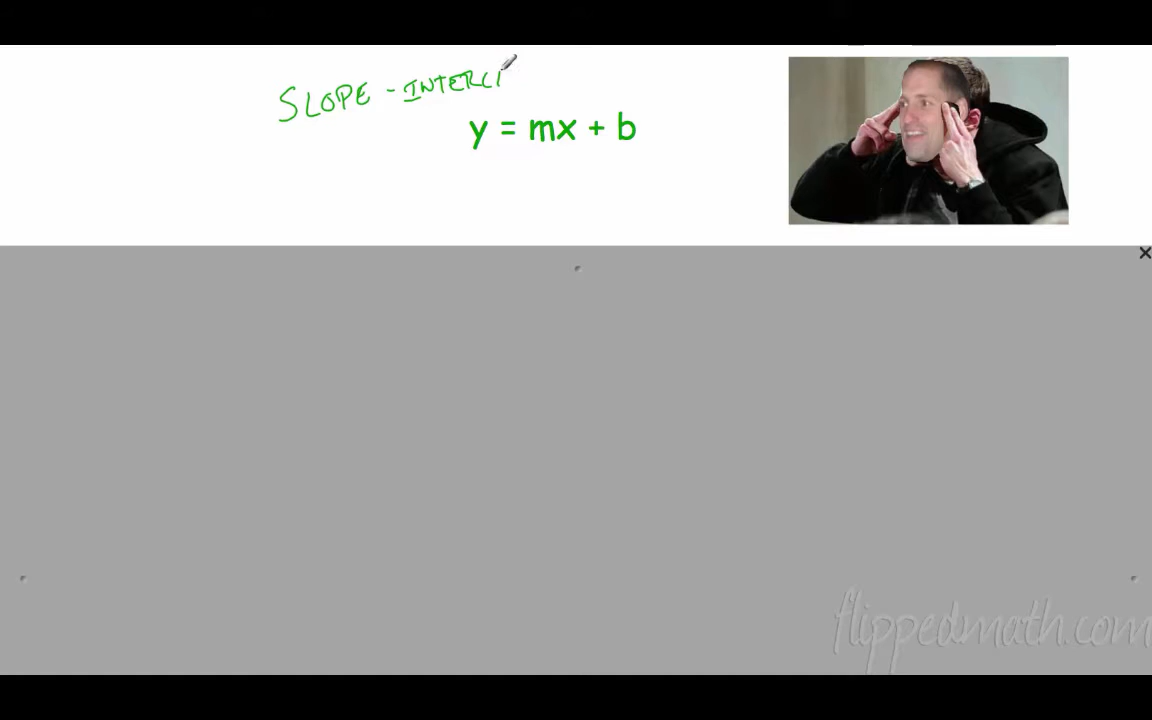 SLOPE - INTERC
y = mx + b
flippedmath.com